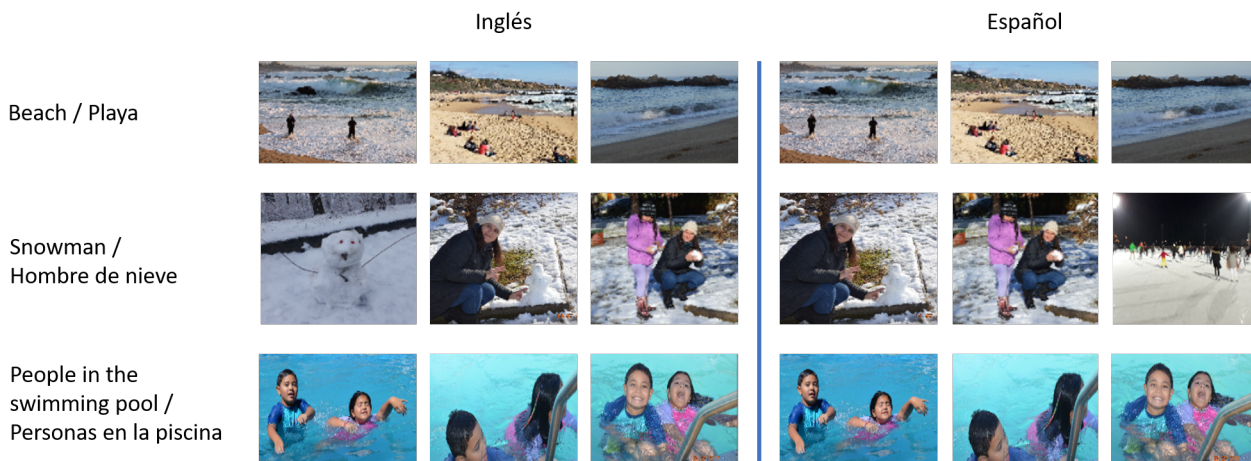 Inglés
Español
Beach / Playa
Snowman /
Hombre de nieve
People in the
swimming pool /
Personas en la piscina